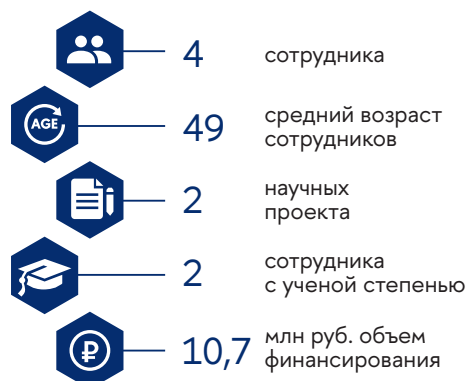 4 сотрудника
AGE 49 средний возраст
сотрудников
2 научных
проекта
2 сотрудника
с ученой степенью
₽ 10,7 млн руб. объем
финансирования